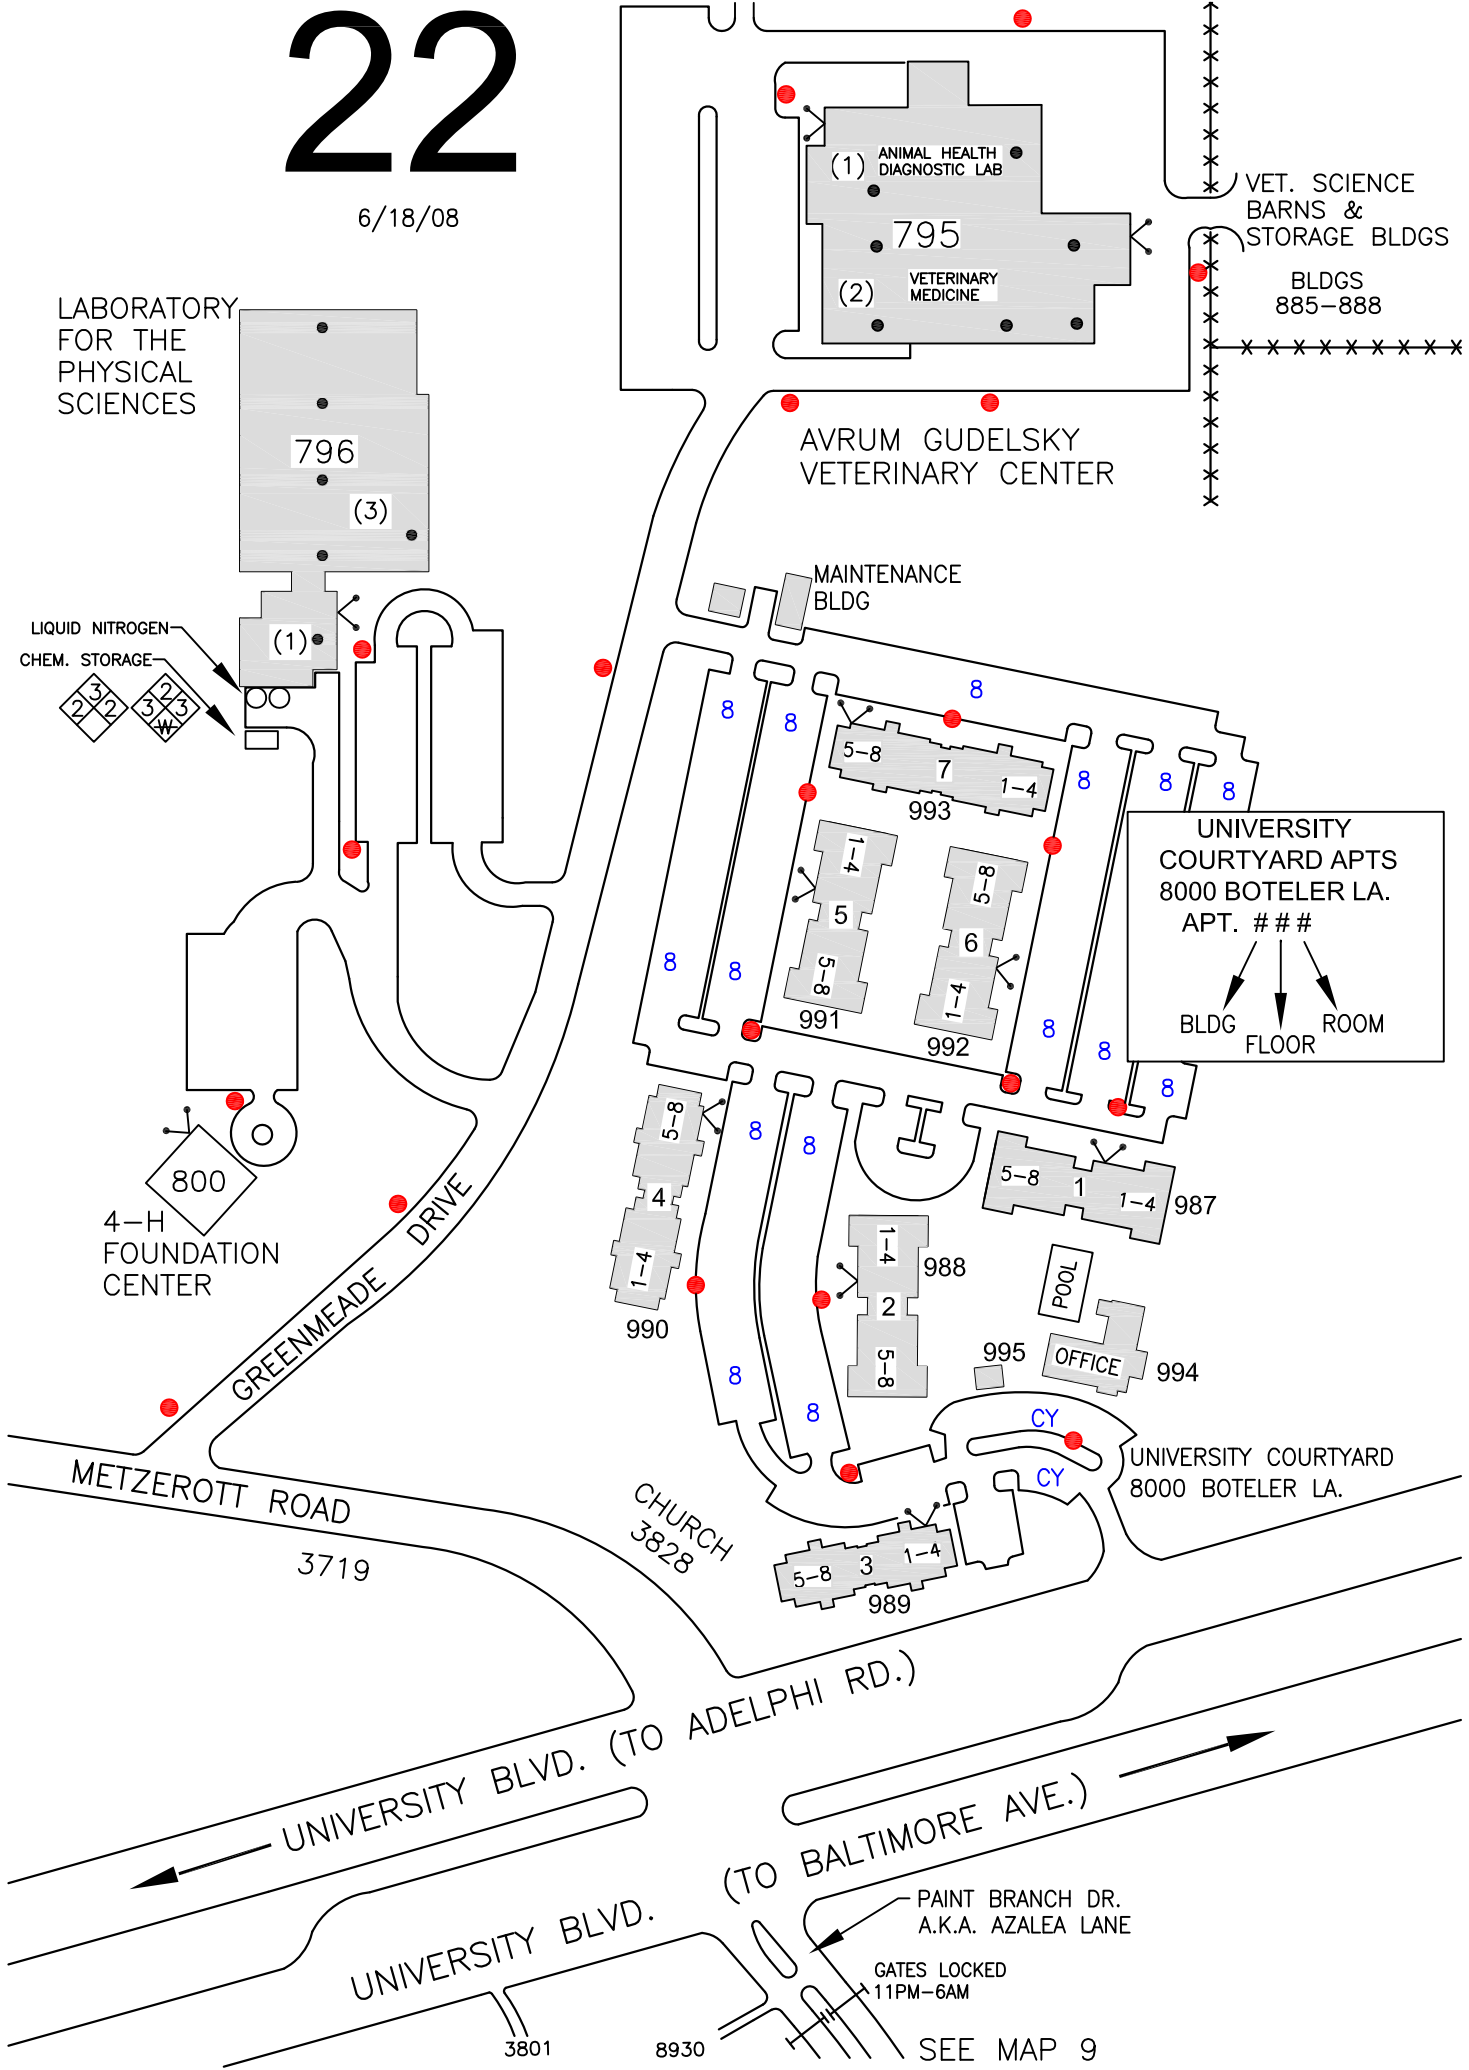 22
6/18/08
(1)
ANIMAL HEALTH
DIAGNOSTIC LAB
795
(2)
VETERINARY
MEDICINE
VET. SCIENCE
BARNS &
STORAGE BLDGS
BLDGS
885-888
LABORATORY
FOR THE
PHYSICAL
SCIENCES
796
(3)
(1)
AVRUM GUDELSKY
VETERINARY CENTER
MAINTENANCE
BLDG
LIQUID NITROGEN
CHEM. STORAGE
3
2 2
2
3 3
W
8
8
8
5-8
7
1-4
993
8
8
8
1-4
5
5-8
991
5-8
6
1-4
992
8
8
8
8
8
UNIVERSITY
COURTYARD APTS
8000 BOTELER LA.
APT. # # #
BLDG
FLOOR
ROOM
5-8
4
1-4
990
8
8
8
8
5-8
1
1-4
987
1-4
2
5-8
988
POOL
OFFICE
994
995
800
4-H
FOUNDATION
CENTER
GREENMEADE DRIVE
CY
CY
UNIVERSITY COURTYARD
8000 BOTELER LA.
METZEROTT ROAD
3719
CHURCH
3828
5-8
3
1-4
989
UNIVERSITY BLVD. (TO ADELPHI RD.)
UNIVERSITY BLVD. (TO BALTIMORE AVE.)
PAINT BRANCH DR.
A.K.A. AZALEA LANE
GATES LOCKED
11PM-6AM
3801
8930
SEE MAP 9